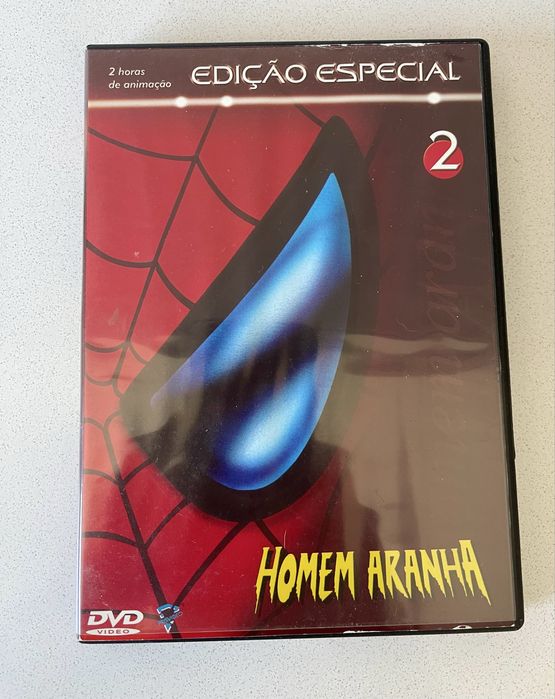 2 horas
de animação
EDIÇÃO ESPECIAL
2
HOMEM ARANHA
DVD
VIDEO